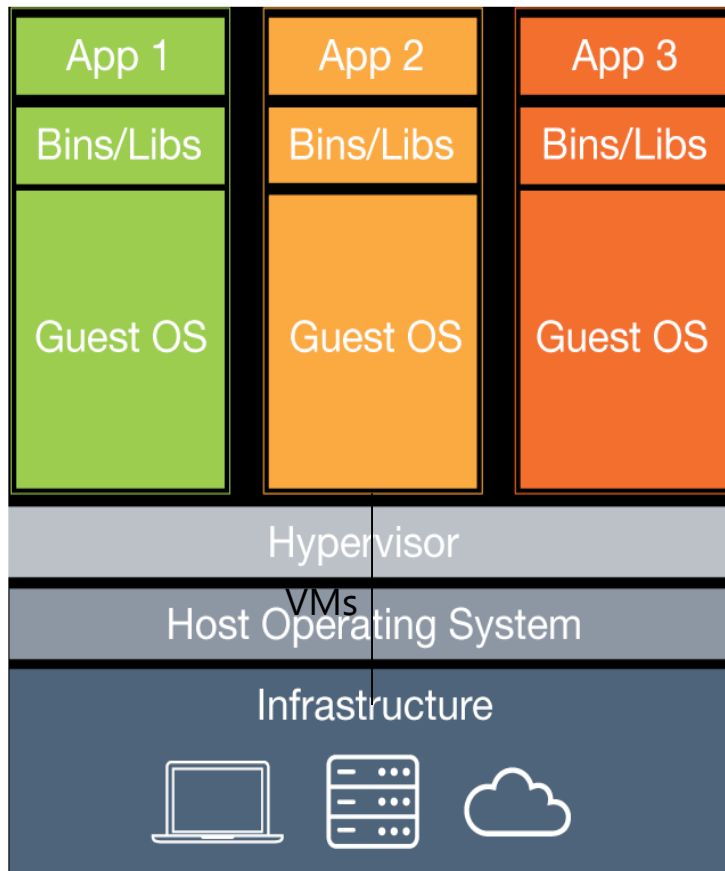 App 1
App 2
App 3
Bins/Libs
Bins/Libs
Bins/Libs
Guest OS
Guest OS
Guest OS
Hypervisor
VMs
Host Operating System
Infrastructure